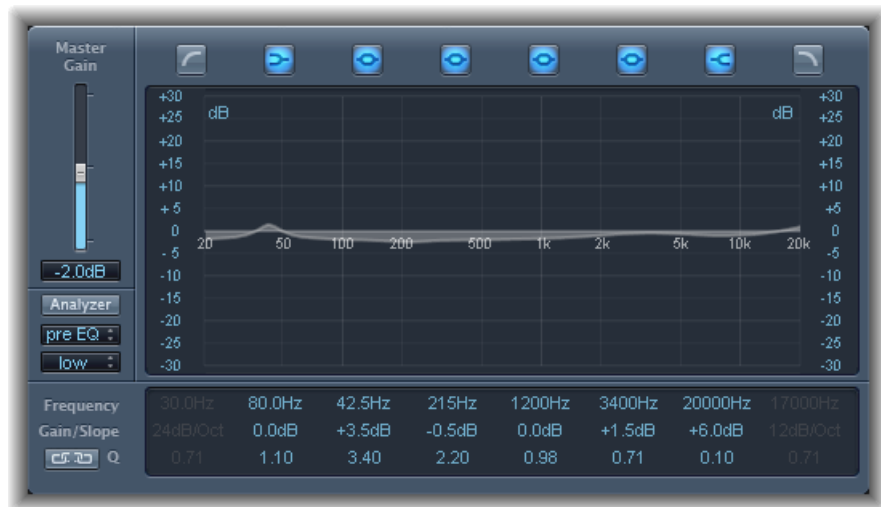 Master
Gain
+30 +30
+25 dB dB +25
+20 +20
+15 +15
+10 +10
+ 5 +5
0 0
20 50 100 200 500 1k 2k 5k 10k 20k
- 5 -5
-2.0dB
-10 -10
Analyzer
-15 -15
-20 -20
pre EQ
-25 -25
low
-30 -30
Frequency 30.0Hz 80.0Hz 42.5Hz 215Hz 1200Hz 3400Hz 20000Hz 17000Hz
Gain/Slope 24dB/Oct 0.0dB +3.5dB -0.5dB 0.0dB +1.5dB +6.0dB 12dB/Oct
Q 0.71 1.10 3.40 2.20 0.98 0.71 0.10 0.71